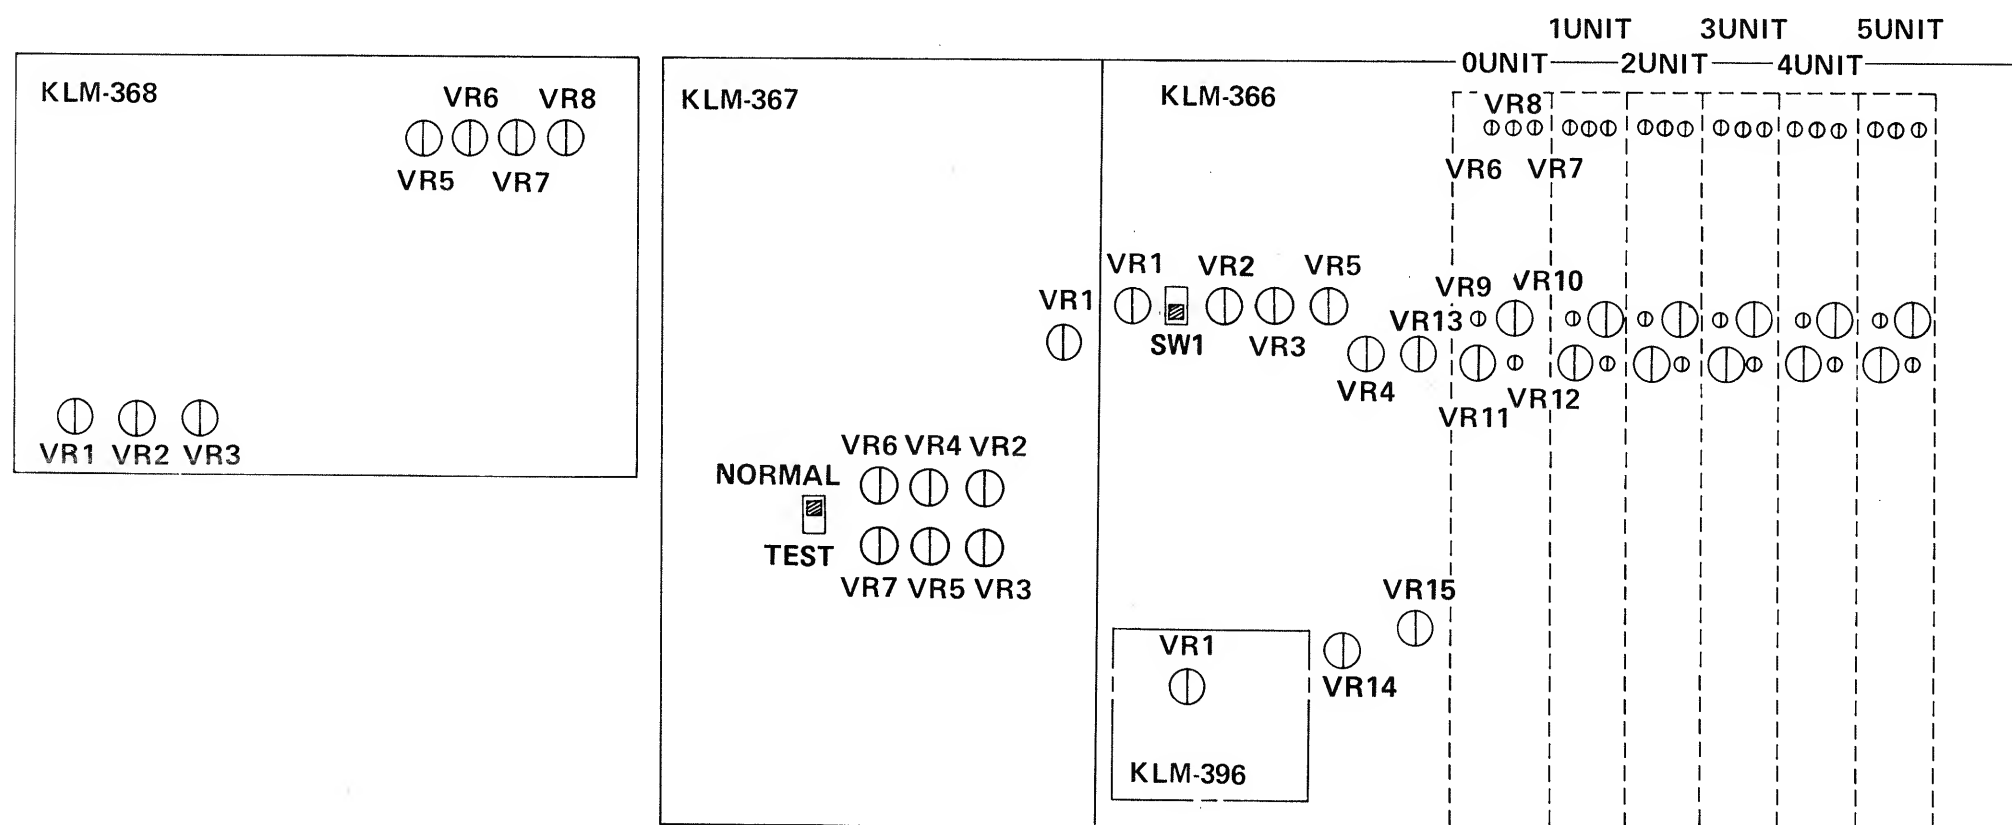 1UNIT 3UNIT 5UNIT
0UNIT 2UNIT 4UNIT
KLM-368
VR6 VR8
VR5 VR7
VR1 VR2 VR3
KLM-367
VR1
VR6 VR4 VR2
NORMAL
TEST
VR7 VR5 VR3
KLM-366
VR8
VR6 VR7
VR1 VR2 VR5
SW1 VR3
VR9 VR10
VR13
VR4
VR12
VR11
VR15
VR14
VR1
KLM-396